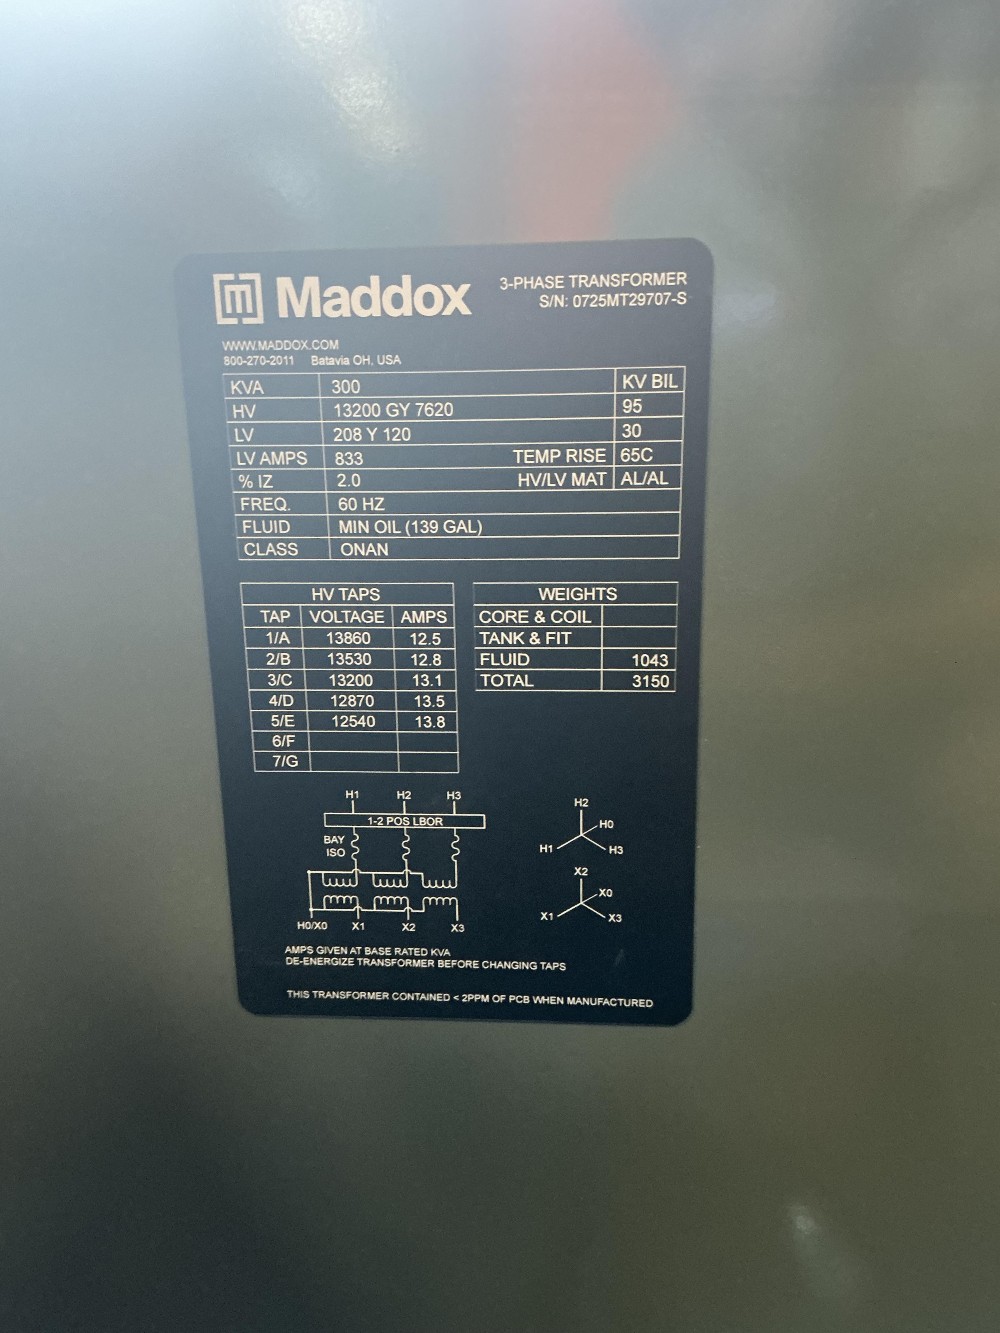 Maddox
3-PHASE TRANSFORMER
S/N: 0725MT29707-S
WWW.MADDOX.COM
800-270-2011 Batavia OH, USA
KVA 300 KV BIL
HV 13200 GY 7620 95
LV 208 Y 120 30
LV AMPS 833 TEMP RISE 65C
% IZ 2.0 HV/LV MAT AL/AL
FREQ. 60 HZ
FLUID MIN OIL (139 GAL)
CLASS ONAN
HV TAPS
TAP VOLTAGE AMPS
1/A 13860 12.5
2/B 13530 12.8
3/C 13200 13.1
4/D 12870 13.5
5/E 12540 13.8
6/F
7/G
WEIGHTS
CORE & COIL
TANK & FIT
FLUID 1043
TOTAL 3150
H1 H2 H3
1-2 POS LBOR
BAY
ISO
H0/X0 X1 X2 X3
H2
H0
H1 H3
X2
X0
X1 X3
AMPS GIVEN AT BASE RATED KVA
DE-ENERGIZE TRANSFORMER BEFORE CHANGING TAPS
THIS TRANSFORMER CONTAINED < 2PPM OF PCB WHEN MANUFACTURED